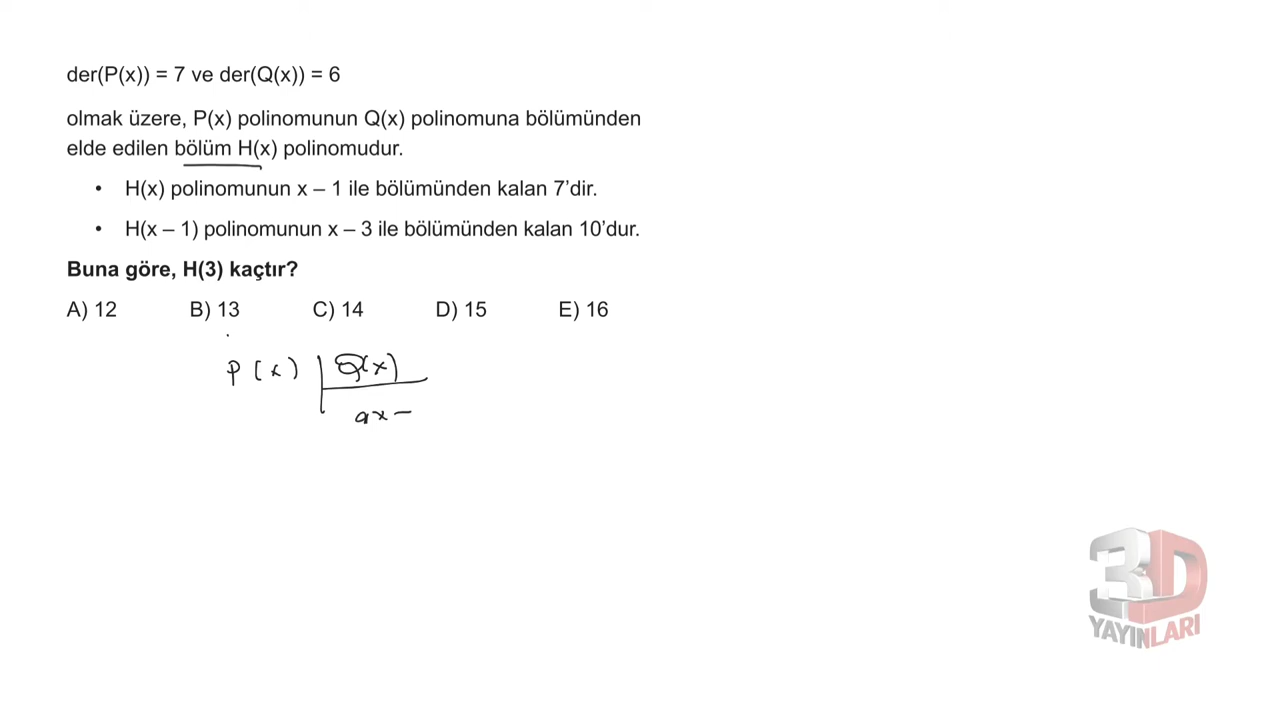 der(P(x)) = 7 ve der(Q(x)) = 6
olmak üzere, P(x) polinomunun Q(x) polinomuna bölümünden
elde edilen bölüm H(x) polinomudur.
• H(x) polinomunun x – 1 ile bölümünden kalan 7’dir.
• H(x – 1) polinomunun x – 3 ile bölümünden kalan 10’dur.
Buna göre, H(3) kaçtır?
A) 12 B) 13 C) 14 D) 15 E) 16
P(x) Q(x)
ax –
3D
YAYINLARI